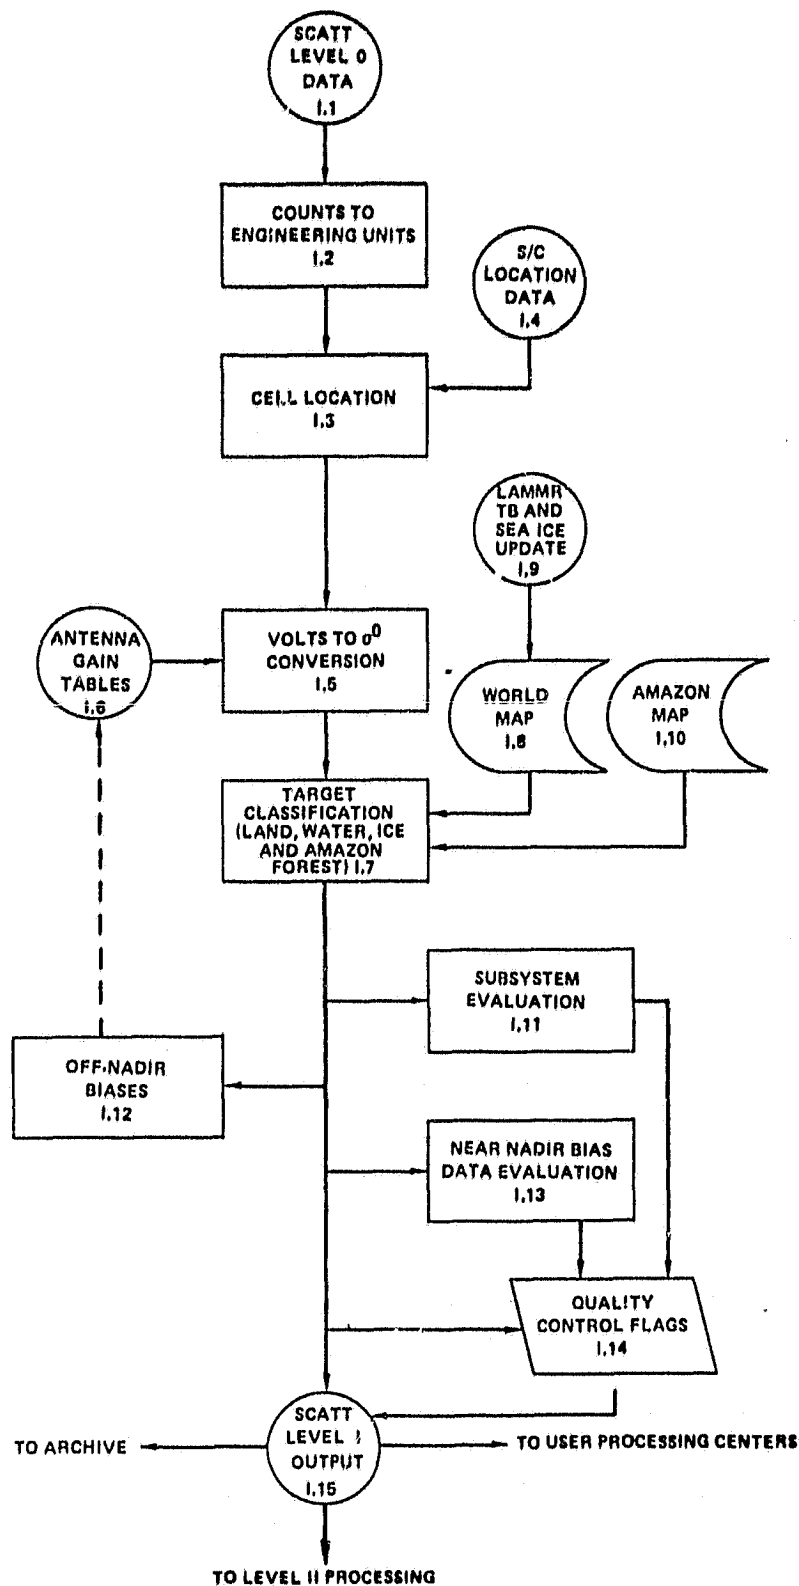 SCATT
LEVEL 0
DATA
I.1
COUNTS TO
ENGINEERING UNITS
I.2
S/C
LOCATION
DATA
I.4
CELL LOCATION
I.3
LAMMR
TB AND
SEA ICE
UPDATE
I.9
ANTENNA
GAIN
TABLES
I.6
VOLTS TO σ⁰
CONVERSION
I.5
WORLD
MAP
I.8
AMAZON
MAP
I.10
TARGET
CLASSIFICATION
(LAND, WATER, ICE
AND AMAZON
FOREST) I.7
SUBSYSTEM
EVALUATION
I.11
OFF-NADIR
BIASES
I.12
NEAR NADIR BIAS
DATA EVALUATION
I.13
QUALITY
CONTROL FLAGS
I.14
SCATT
LEVEL I
OUTPUT
I.15
TO ARCHIVE
TO USER PROCESSING CENTERS
TO LEVEL II PROCESSING